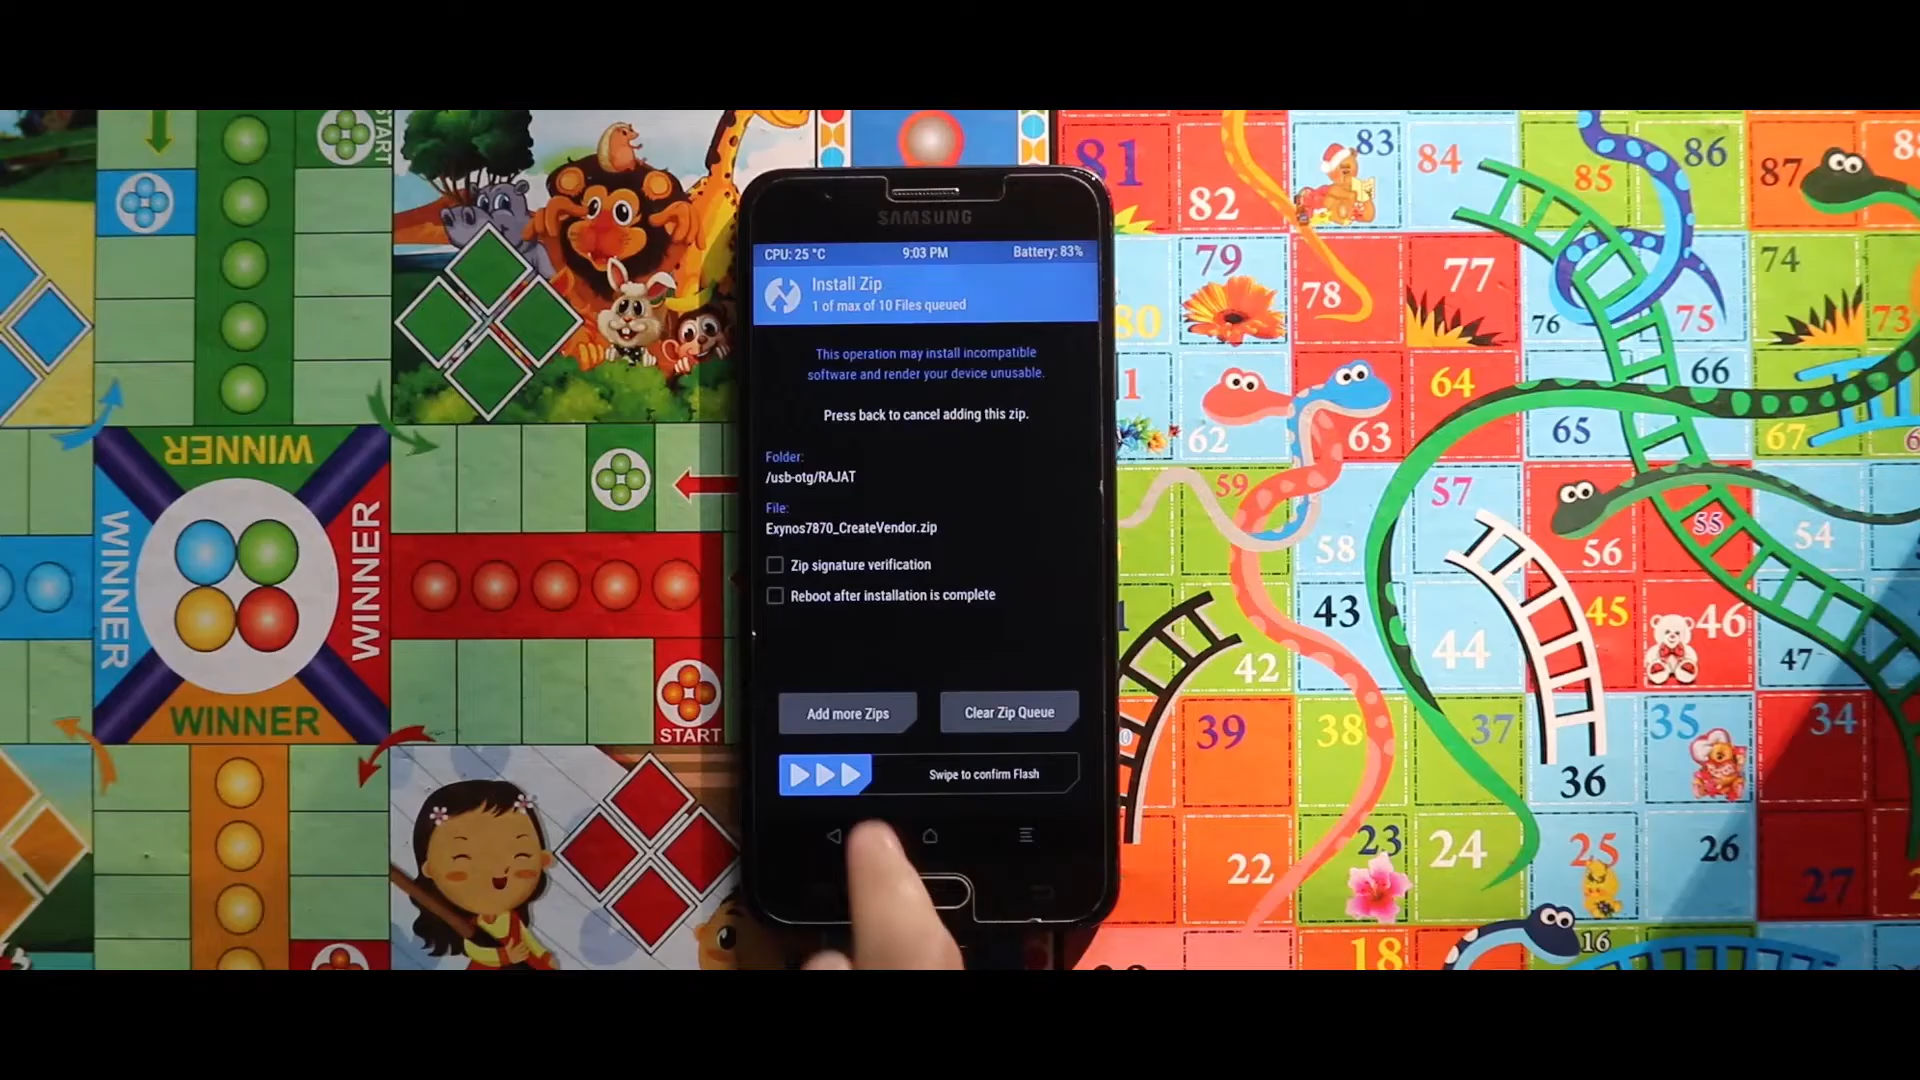 START
WINNER
WINNER
WINNER
WINNER
START
SAMSUNG
CPU: 25 °C
9:03 PM
Battery: 83%
Install Zip
1 of max of 10 Files queued
This operation may install incompatible
software and render your device unusable.
Press back to cancel adding this zip.
Folder:
/usb-otg/RAJAT
File:
Exynos7870_CreateVendor.zip
Zip signature verification
Reboot after installation is complete
Add more Zips
Clear Zip Queue
Swipe to confirm Flash
81
82
83
84
85
86
87
80
79
78
77
76
75
74
73
62
63
64
65
66
67
59
58
57
56
55
54
42
43
44
45
46
47
39
38
37
36
35
34
22
23
24
25
26
27
18
16